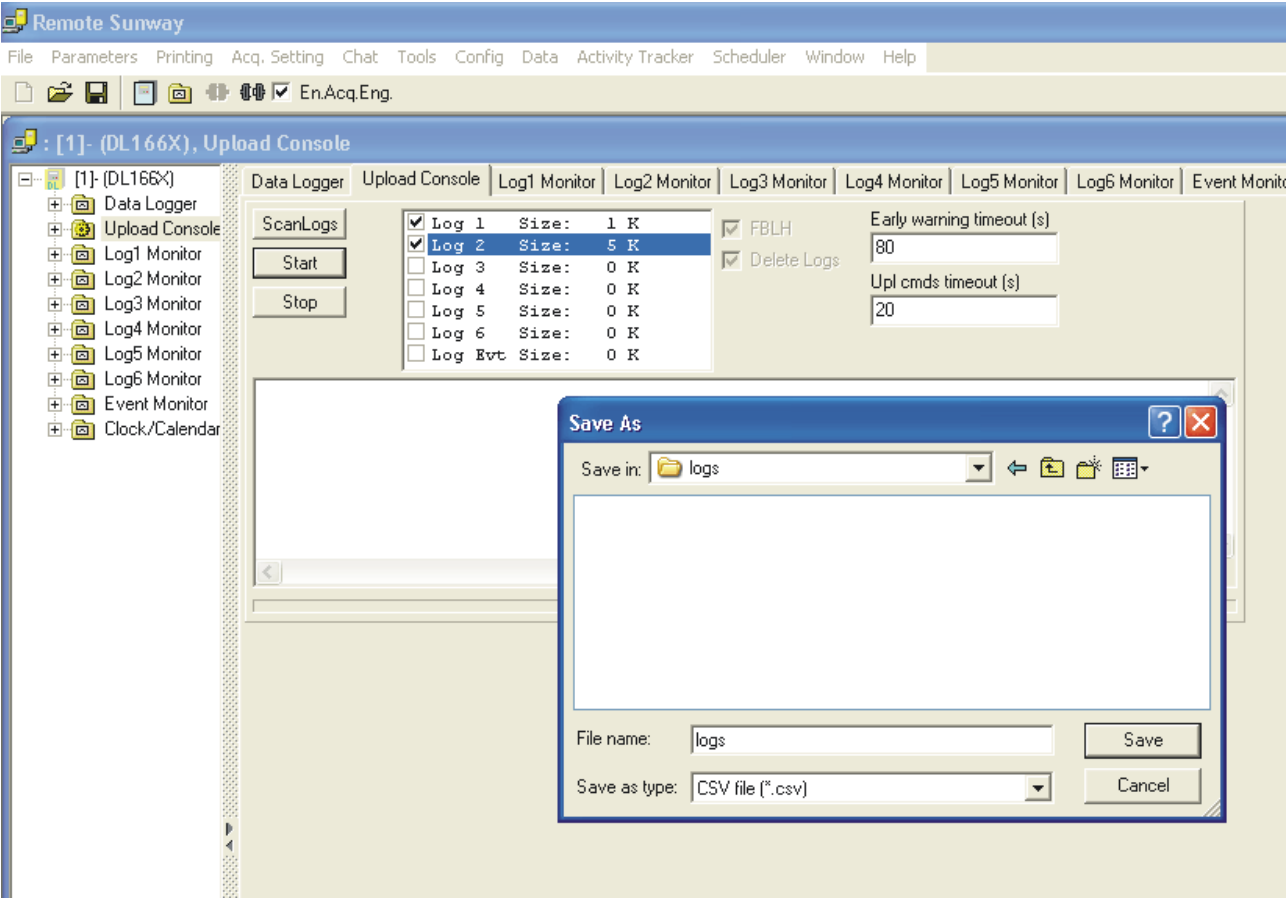 Remote Sunway
File Parameters Printing Acq. Setting Chat Tools Config Data Activity Tracker Scheduler Window Help
En.Acq.Eng.
: [1]- (DL166X), Upload Console
[1]- (DL166X)
Data Logger
Upload Console
Log1 Monitor
Log2 Monitor
Log3 Monitor
Log4 Monitor
Log5 Monitor
Log6 Monitor
Event Monitor
Clock/Calendar
Data Logger Upload Console Log1 Monitor Log2 Monitor Log3 Monitor Log4 Monitor Log5 Monitor Log6 Monitor Event Monito
ScanLogs
Start
Stop
Log 1 Size: 1 K
Log 2 Size: 5 K
Log 3 Size: 0 K
Log 4 Size: 0 K
Log 5 Size: 0 K
Log 6 Size: 0 K
Log Evt Size: 0 K
FBLH
Delete Logs
Early warning timeout (s)
80
Upl cmds timeout (s)
20
Save As
Save in: logs
File name: logs
Save
Save as type: CSV file (*.csv)
Cancel